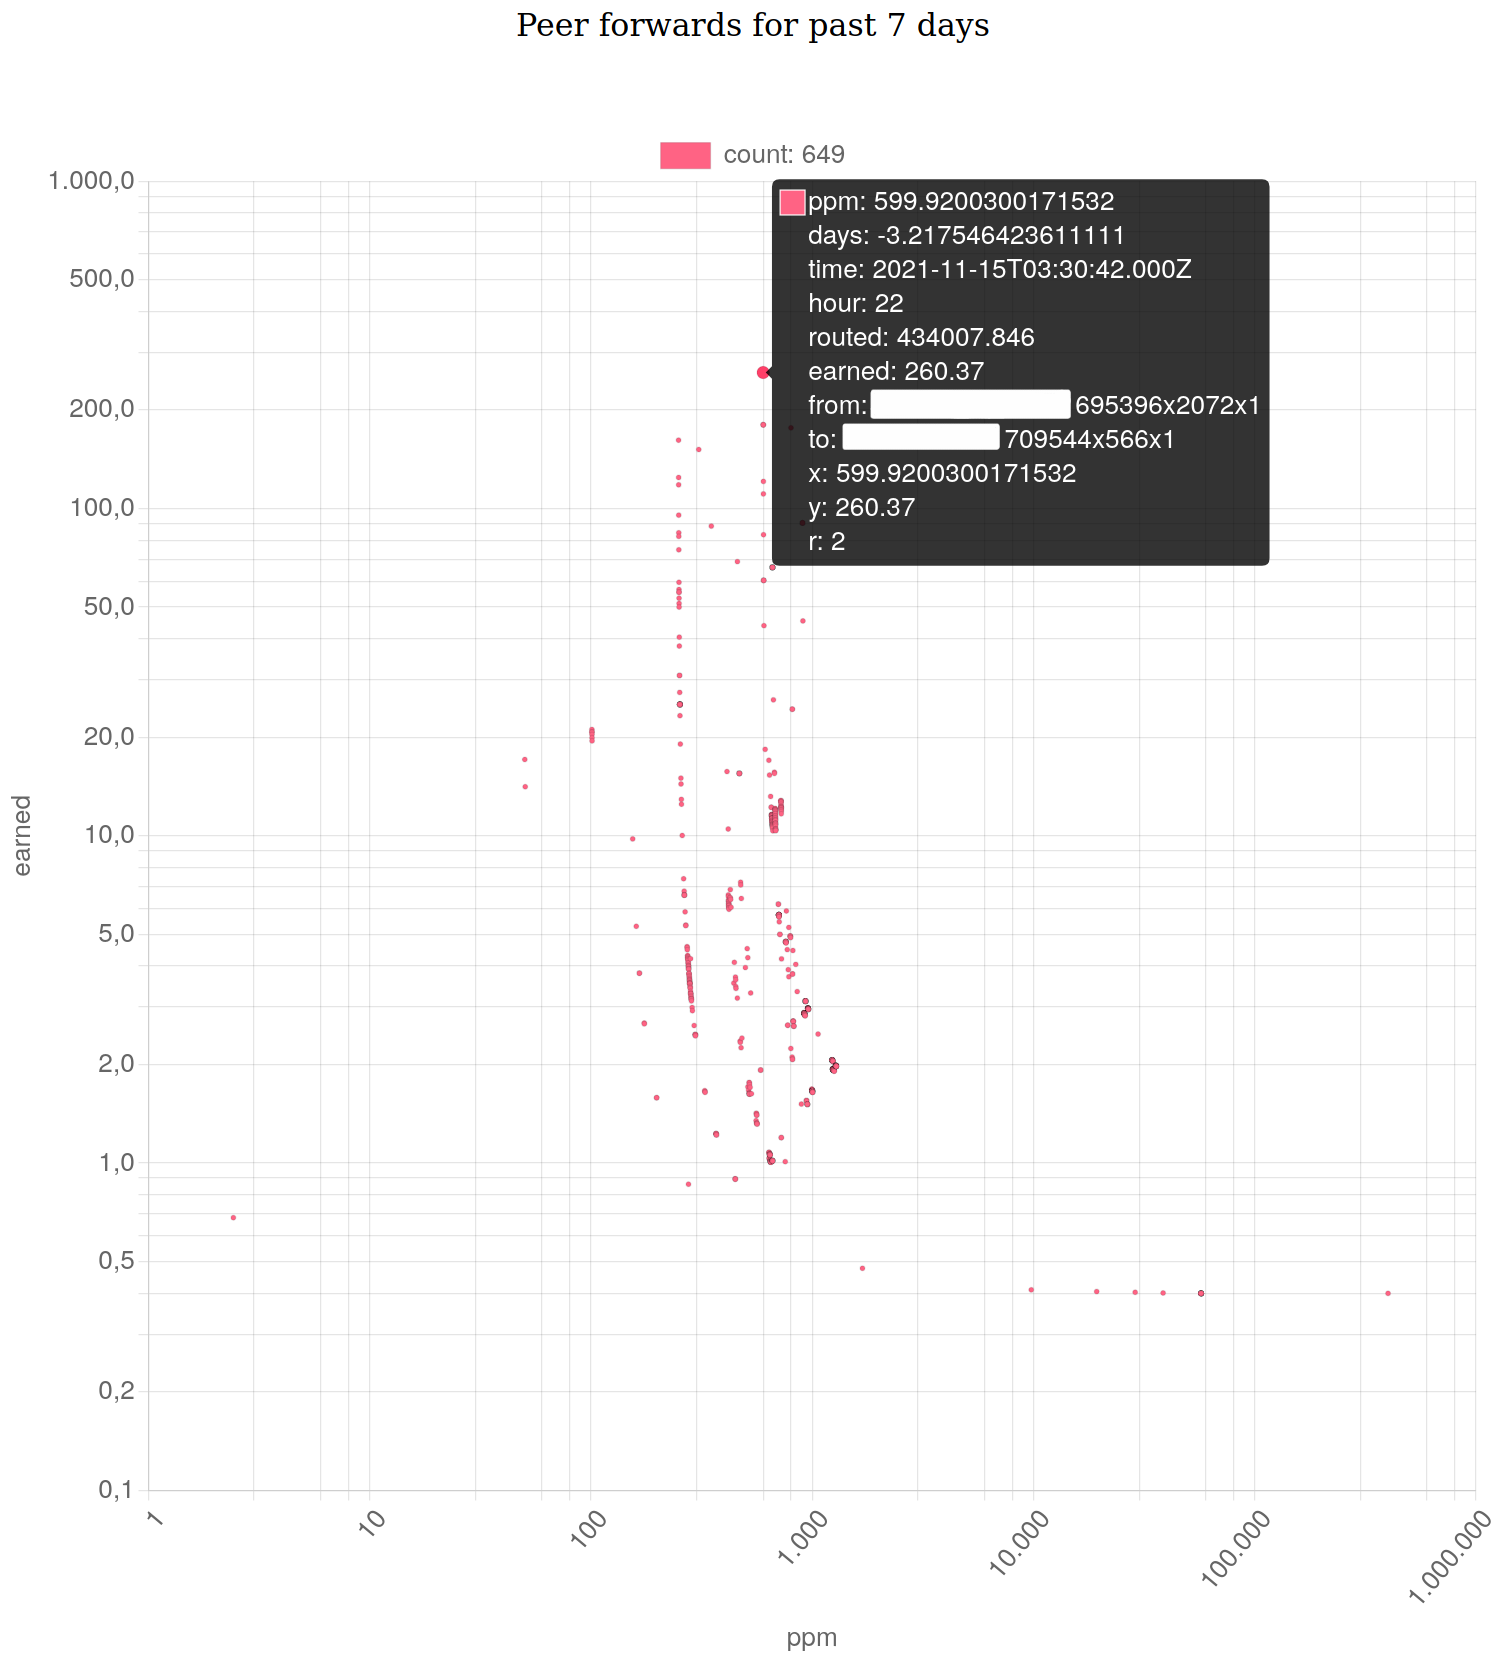 Peer forwards for past 7 days
count: 649
1.000,0
500,0
200,0
100,0
50,0
20,0
10,0
5,0
2,0
1,0
0,5
0,2
0,1
earned
ppm: 599.9200300171532
days: -3.217546423611111
time: 2021-11-15T03:30:42.000Z
hour: 22
routed: 434007.846
earned: 260.37
from: 695396x2072x1
to: 709544x566x1
x: 599.9200300171532
y: 260.37
r: 2
1
10
100
1.000
10.000
100.000
1.000.000
ppm